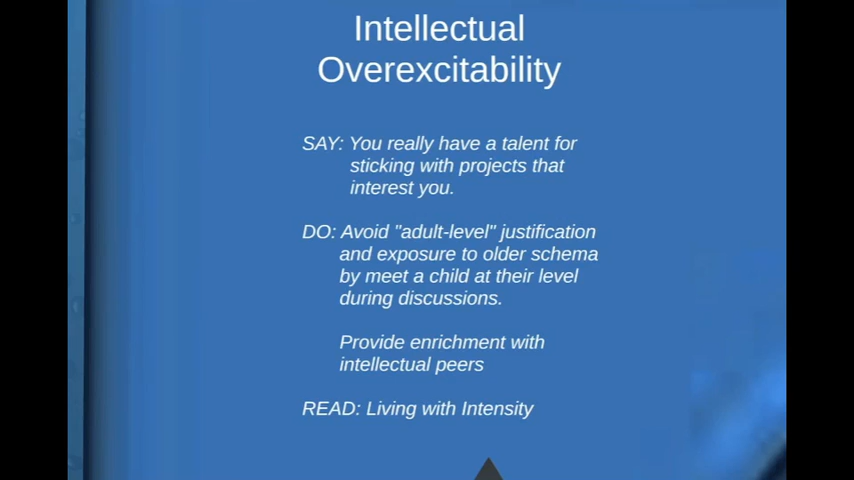 Intellectual
Overexcitability
SAY: You really have a talent for
sticking with projects that
interest you.
DO: Avoid "adult-level" justification
and exposure to older schema
by meet a child at their level
during discussions.
Provide enrichment with
intellectual peers
READ: Living with Intensity